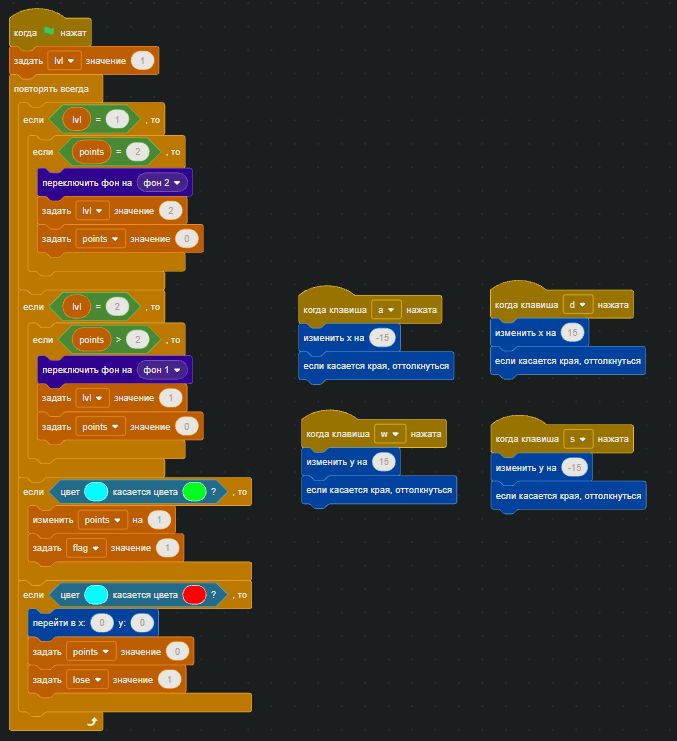 когда нажат
задать lvl значение 1
повторять всегда
если lvl = 1 , то
если points = 2 , то
переключить фон на фон 2
задать lvl значение 2
задать points значение 0
если lvl = 2 , то
если points > 2 , то
переключить фон на фон 1
задать lvl значение 1
задать points значение 0
если цвет касается цвета ? , то
изменить points на 1
задать flag значение 1
если цвет касается цвета ? , то
перейти в x: 0 y: 0
задать points значение 0
задать lose значение 1
когда клавиша a нажата
изменить x на -15
если касается края, оттолкнуться
когда клавиша d нажата
изменить x на 15
если касается края, оттолкнуться
когда клавиша w нажата
изменить y на 15
если касается края, оттолкнуться
когда клавиша s нажата
изменить y на -15
если касается края, оттолкнуться